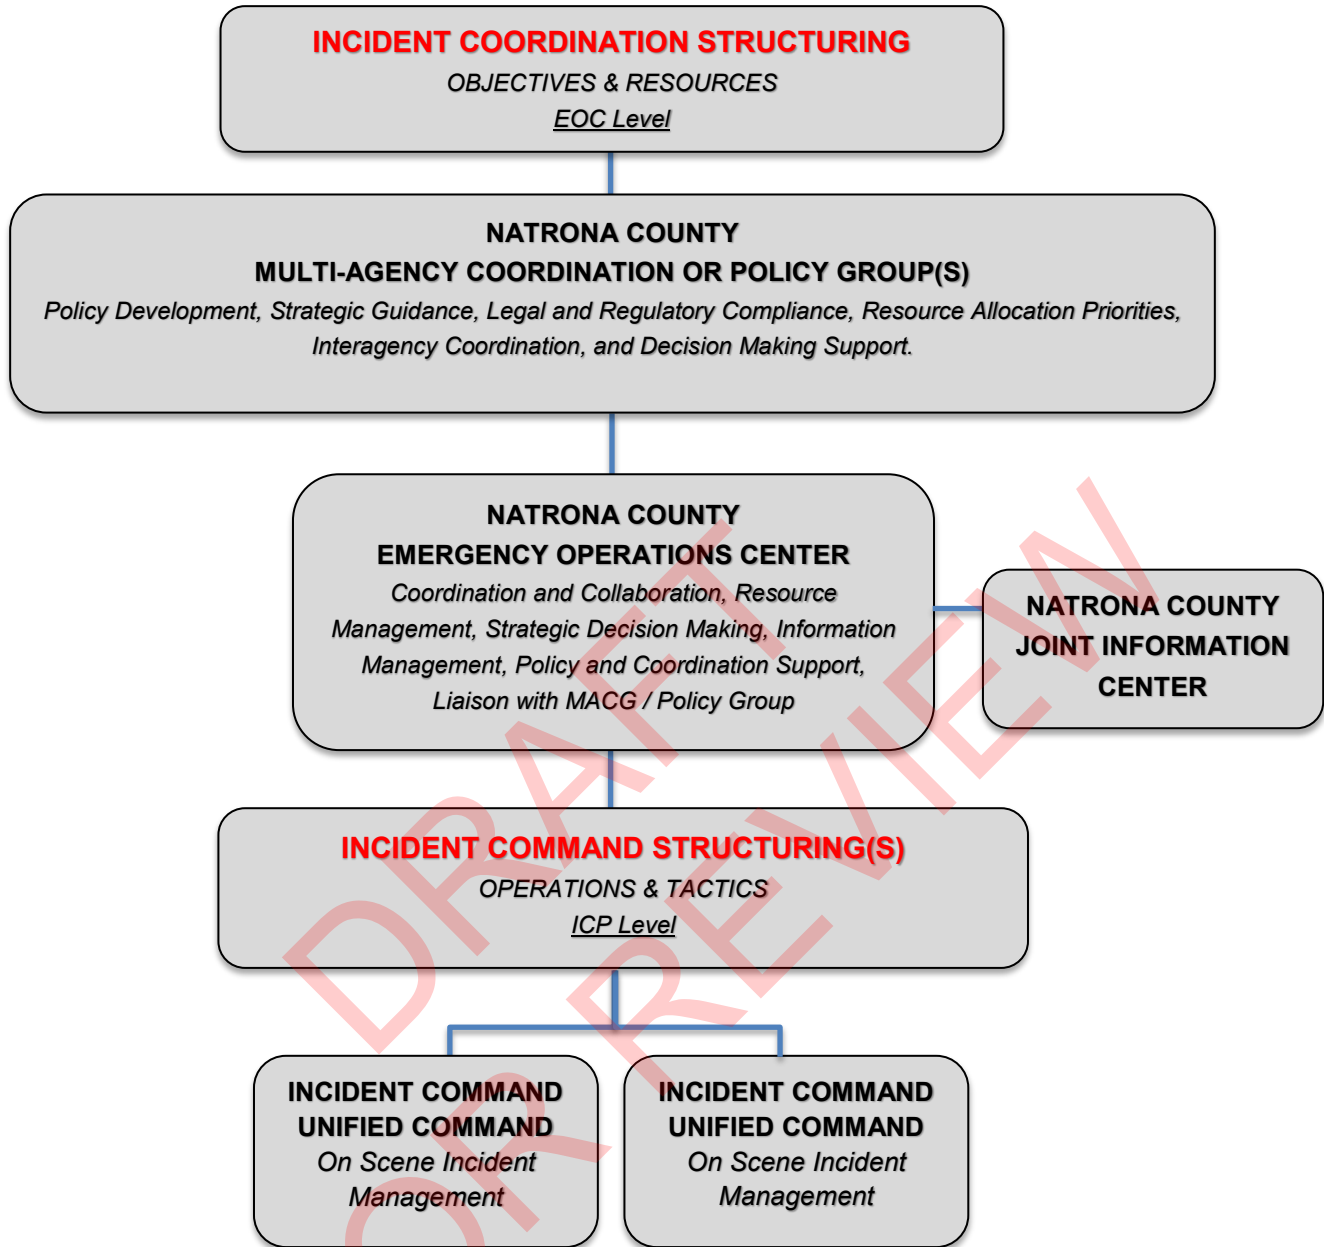 INCIDENT COORDINATION STRUCTURING
OBJECTIVES & RESOURCES
EOC Level
NATRONA COUNTY
MULTI-AGENCY COORDINATION OR POLICY GROUP(S)
Policy Development, Strategic Guidance, Legal and Regulatory Compliance, Resource Allocation Priorities,
Interagency Coordination, and Decision Making Support.
NATRONA COUNTY
EMERGENCY OPERATIONS CENTER
Coordination and Collaboration, Resource
Management, Strategic Decision Making, Information
Management, Policy and Coordination Support,
Liaison with MACG / Policy Group
NATRONA COUNTY
JOINT INFORMATION
CENTER
INCIDENT COMMAND STRUCTURING(S)
OPERATIONS & TACTICS
ICP Level
INCIDENT COMMAND
UNIFIED COMMAND
On Scene Incident
Management
INCIDENT COMMAND
UNIFIED COMMAND
On Scene Incident
Management
DRAFT
OR REVIEW